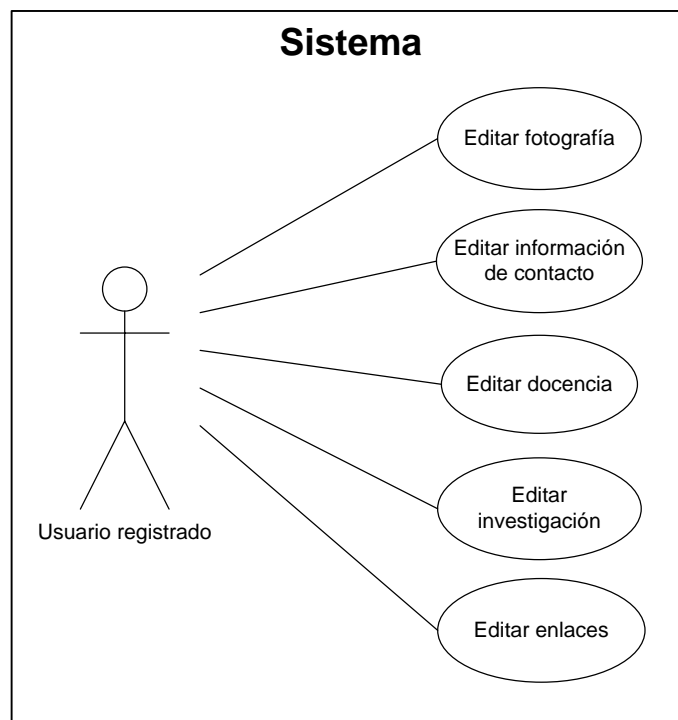 Sistema
Editar fotografía
Editar información
de contacto
Editar docencia
Editar
investigación
Editar enlaces
Usuario registrado